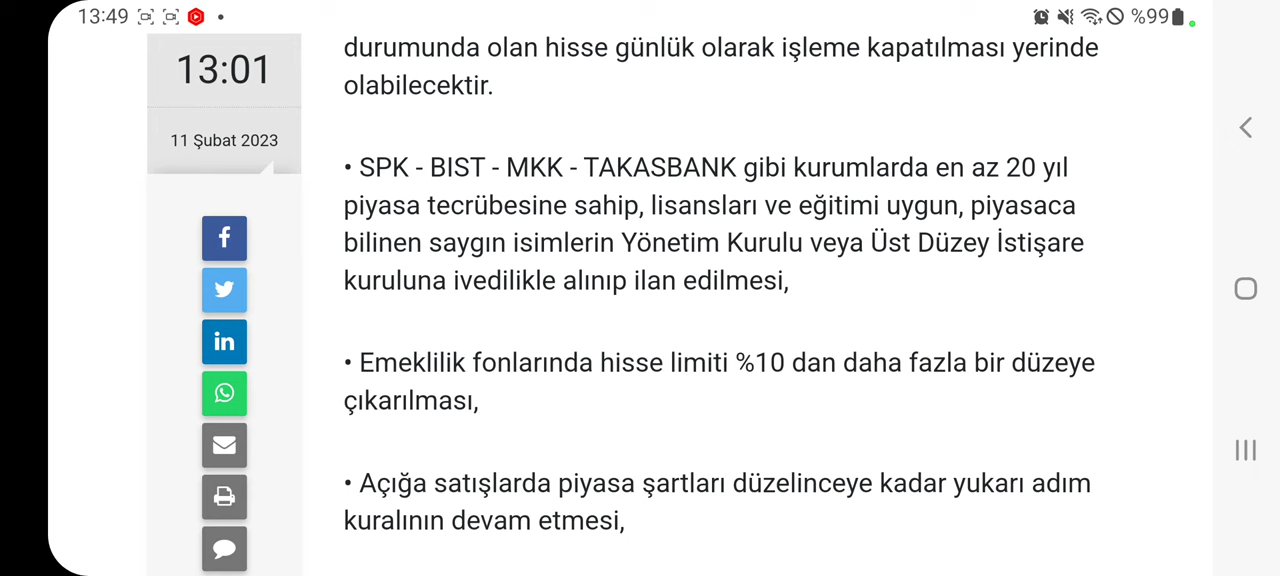 13:49
%99
13:01
11 Şubat 2023
durumunda olan hisse günlük olarak işleme kapatılması yerinde
olabilecektir.
• SPK - BIST - MKK - TAKASBANK gibi kurumlarda en az 20 yıl
piyasa tecrübesine sahip, lisansları ve eğitimi uygun, piyasaca
bilinen saygın isimlerin Yönetim Kurulu veya Üst Düzey İstişare
kuruluna ivedilikle alınıp ilan edilmesi,
• Emeklilik fonlarında hisse limiti %10 dan daha fazla bir düzeye
çıkarılması,
• Açığa satışlarda piyasa şartları düzelinceye kadar yukarı adım
kuralının devam etmesi,